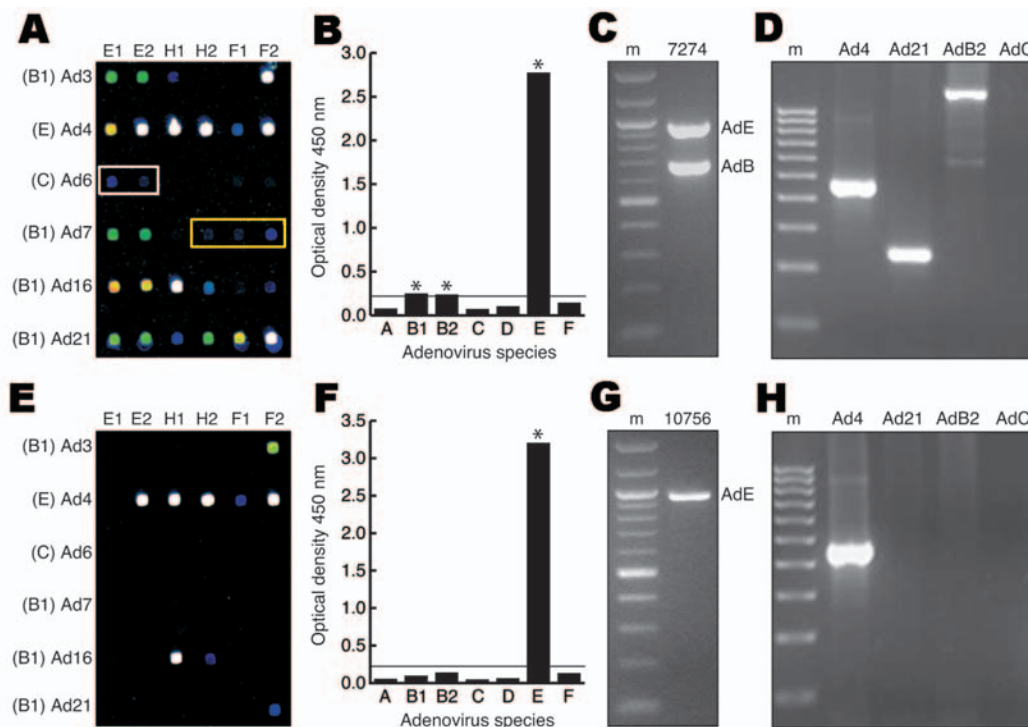 A
E1 E2 H1 H2 F1 F2
(B1) Ad3
(E) Ad4
(C) Ad6
(B1) Ad7
(B1) Ad16
(B1) Ad21
B
Optical density 450 nm
3.0
2.5
2.0
1.5
1.0
0.5
0.0
* * *
A B1 B2 C D E F
Adenovirus species
C
m 7274
AdE
AdB
D
m Ad4 Ad21 AdB2 AdC
E
E1 E2 H1 H2 F1 F2
(B1) Ad3
(E) Ad4
(C) Ad6
(B1) Ad7
(B1) Ad16
(B1) Ad21
F
Optical density 450 nm
3.5
3.0
2.5
2.0
1.5
1.0
0.5
0.0
*
A B1 B2 C D E F
Adenovirus species
G
m 10756
AdE
H
m Ad4 Ad21 AdB2 AdC